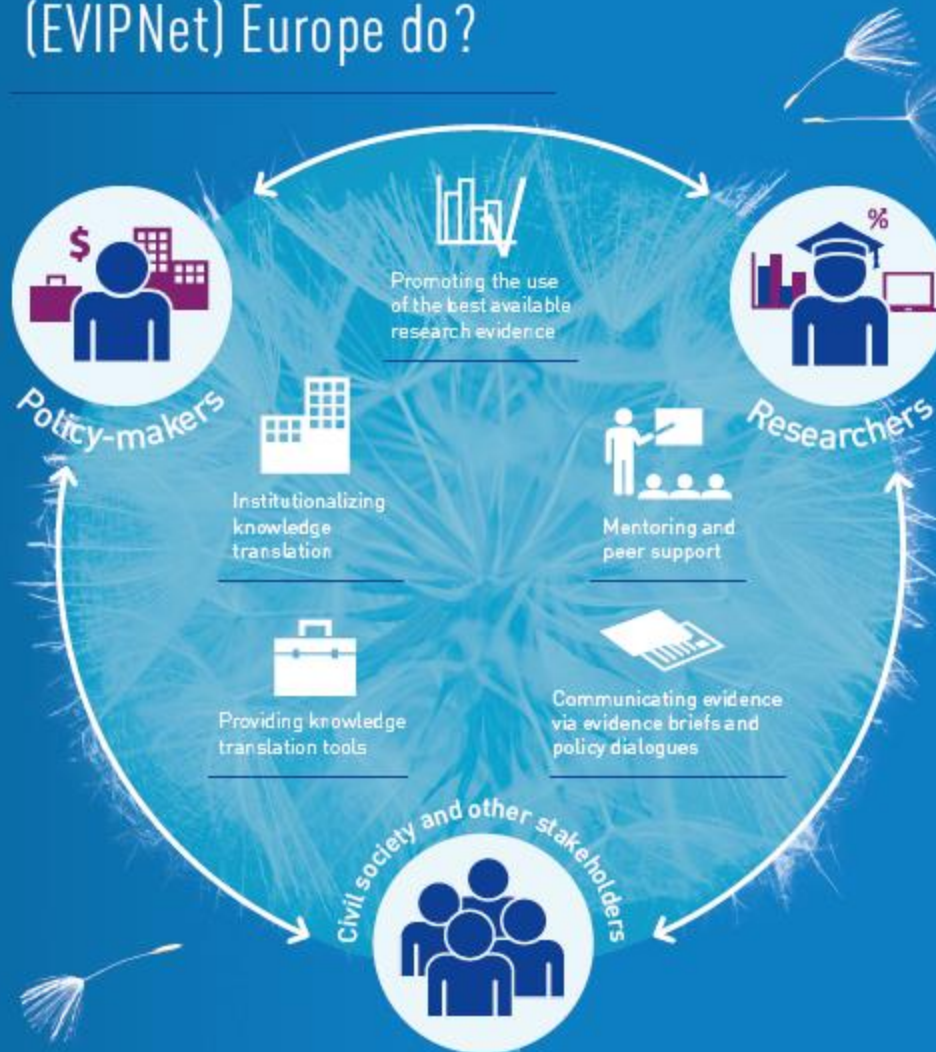 (EVIPNet) Europe do?
$
%
Promoting the use
of the best available
research evidence
Policy-makers
Researchers
Institutionalizing
knowledge
translation
Mentoring and
peer support
Providing knowledge
translation tools
Communicating evidence
via evidence briefs and
policy dialogues
Civil society and other stakeholders